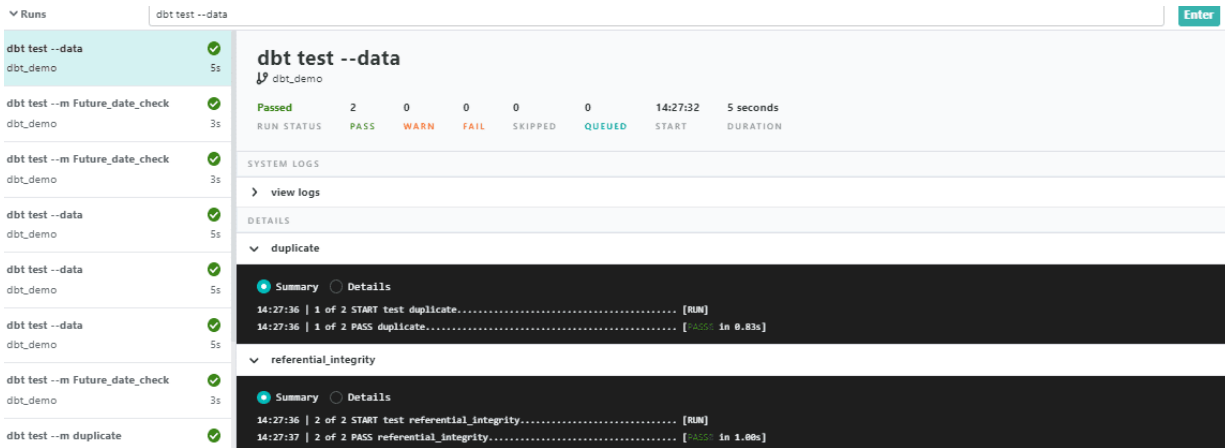 Runs
dbt test --data
Enter
dbt test --data
dbt_demo
5s
dbt test --m Future_date_check
dbt_demo
3s
dbt test --m Future_date_check
dbt_demo
3s
dbt test --data
dbt_demo
5s
dbt test --data
dbt_demo
5s
dbt test --data
dbt_demo
5s
dbt test --m Future_date_check
dbt_demo
3s
dbt test --m duplicate
dbt test --data
dbt_demo
Passed 2 0 0 0 0 14:27:32 5 seconds
RUN STATUS PASS WARN FAIL SKIPPED QUEUED START DURATION
SYSTEM LOGS
view logs
DETAILS
duplicate
Summary Details
14:27:36 | 1 of 2 START test duplicate.......................................... [RUN]
14:27:36 | 1 of 2 PASS duplicate................................................ [PASS in 0.83s]
referential_integrity
Summary Details
14:27:36 | 2 of 2 START test referential_integrity.............................. [RUN]
14:27:37 | 2 of 2 PASS referential_integrity.................................... [PASS in 1.00s]